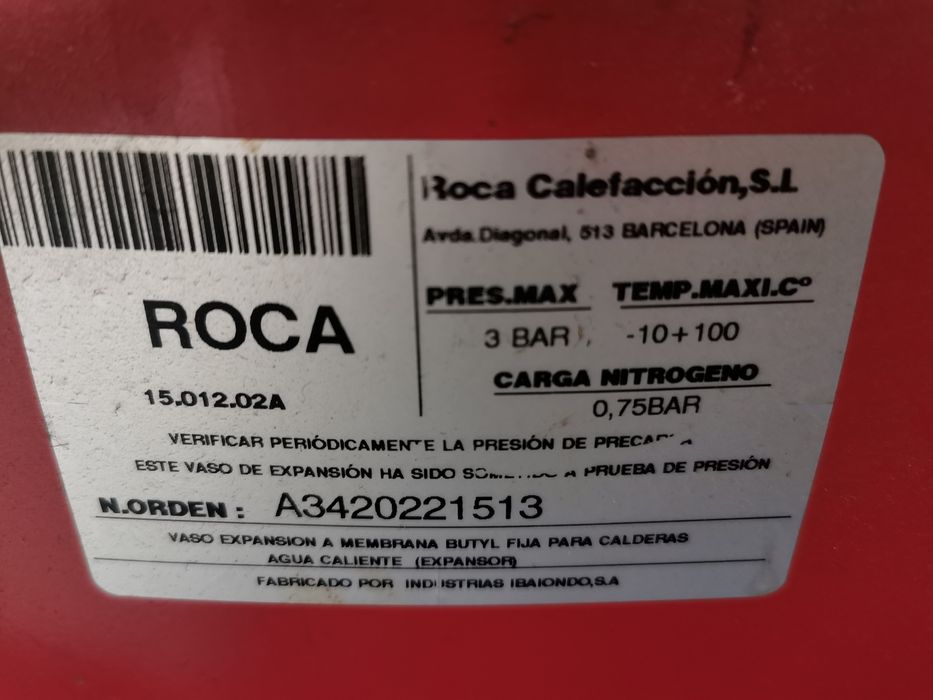 Roca Calefacción,S.L
Avda.Diagonal, 513 BARCELONA (SPAIN)
PRES.MAX TEMP.MAXI.Cº
3 BAR -10+100
CARGA NITROGENO
0,75BAR
ROCA
15.012.02A
VERIFICAR PERIÓDICAMENTE LA PRESIÓN DE
ESTE VASO DE EXPANSIÓN HA SIDO A PRUEBA DE PRESIÓN
N.ORDEN : A3420221513
VASO EXPANSION A MEMBRANA BUTYL FIJA PARA CALDERAS
AGUA CALIENTE (EXPANSOR)
FABRICADO POR INDUSTRIAS IBAIONDO,S.A